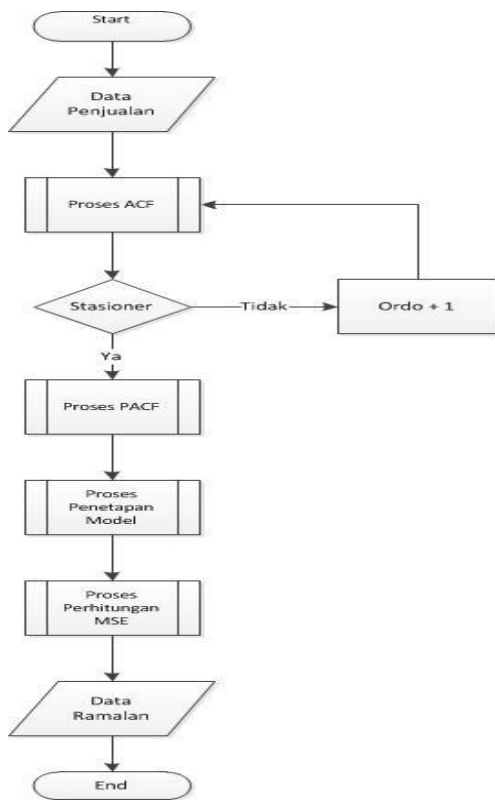 Start
Data
Penjualan
Proses ACF
Stasioner
Tidak
Ordo + 1
Ya
Proses PACF
Proses
Penetapan
Model
Proses
Perhitungan
MSE
Data
Ramalan
End